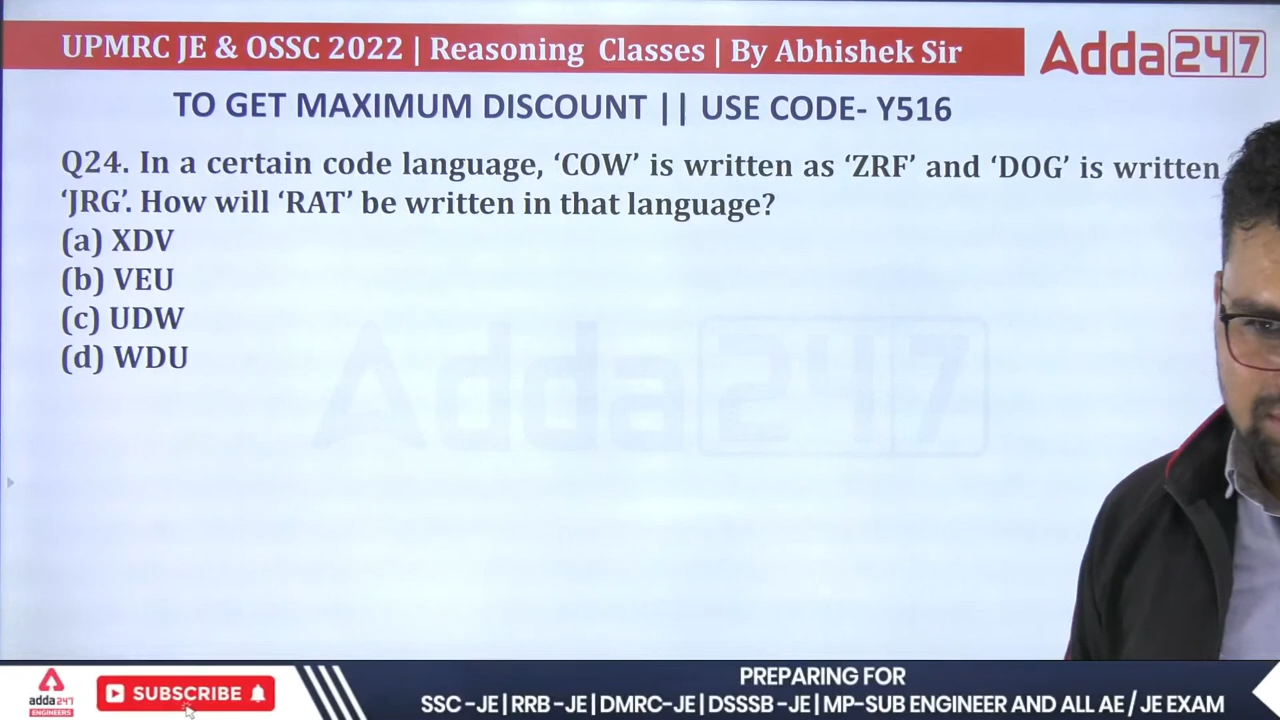 UPMRC JE & OSSC 2022 | Reasoning Classes | By Abhishek Sir
Adda247
TO GET MAXIMUM DISCOUNT || USE CODE- Y516
Q24. In a certain code language, ‘COW’ is written as ‘ZRF’ and ‘DOG’ is written
‘JRG’. How will ‘RAT’ be written in that language?
(a) XDV
(b) VEU
(c) UDW
(d) WDU
Adda247
adda247
ENGINEERS
SUBSCRIBE
PREPARING FOR
SSC -JE | RRB -JE | DMRC-JE | DSSSB -JE | MP-SUB ENGINEER AND ALL AE / JE EXAM